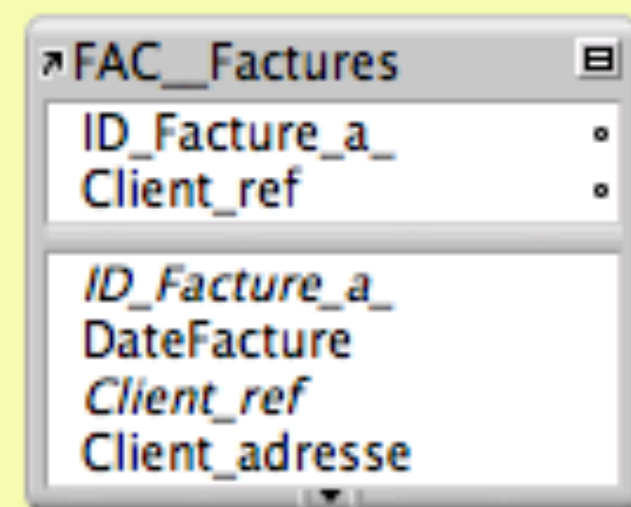 FAC__Factures
ID_Facture_a_
Client_ref
ID_Facture_a_
DateFacture
Client_ref
Client_adresse